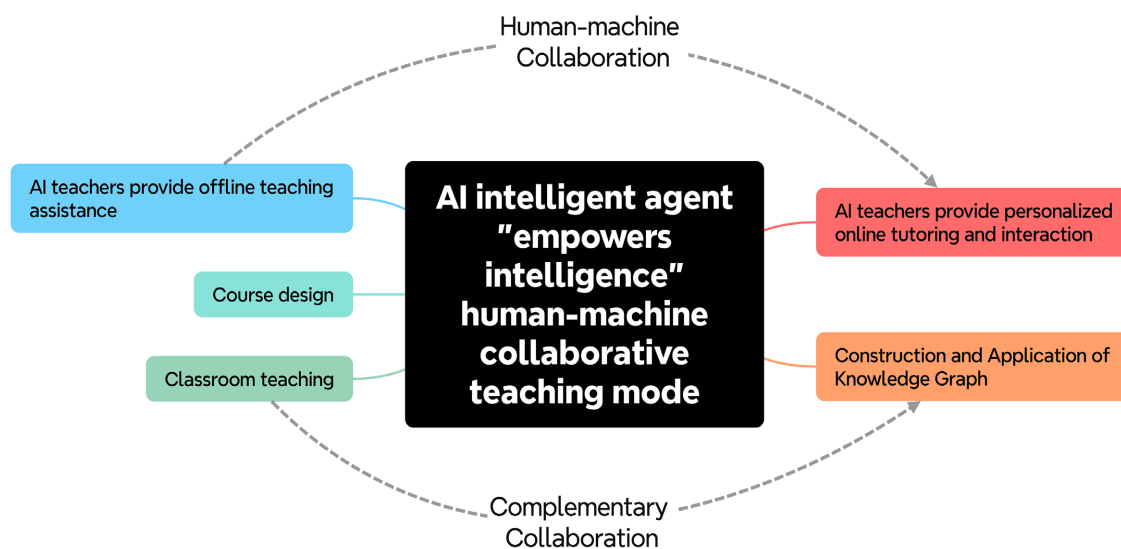 Human-machine
Collaboration
AI teachers provide offline teaching
assistance
Course design
Classroom teaching
AI intelligent agent
"empowers
intelligence"
human-machine
collaborative
teaching mode
AI teachers provide personalized
online tutoring and interaction
Construction and Application of
Knowledge Graph
Complementary
Collaboration